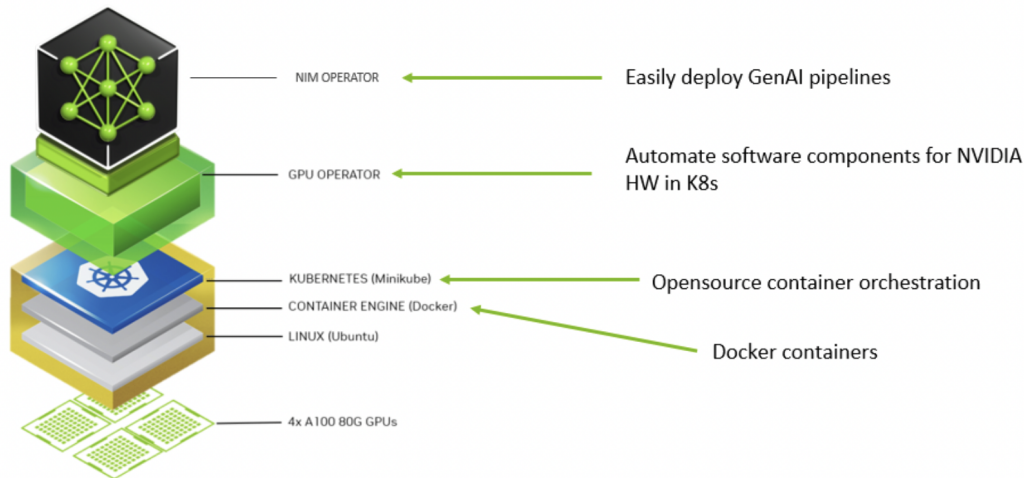 NIM OPERATOR
Easily deploy GenAI pipelines
GPU OPERATOR
Automate software components for NVIDIA
HW in K8s
KUBERNETES (Minikube)
Opensource container orchestration
CONTAINER ENGINE (Docker)
LINUX (Ubuntu)
Docker containers
4x A100 80G GPUs